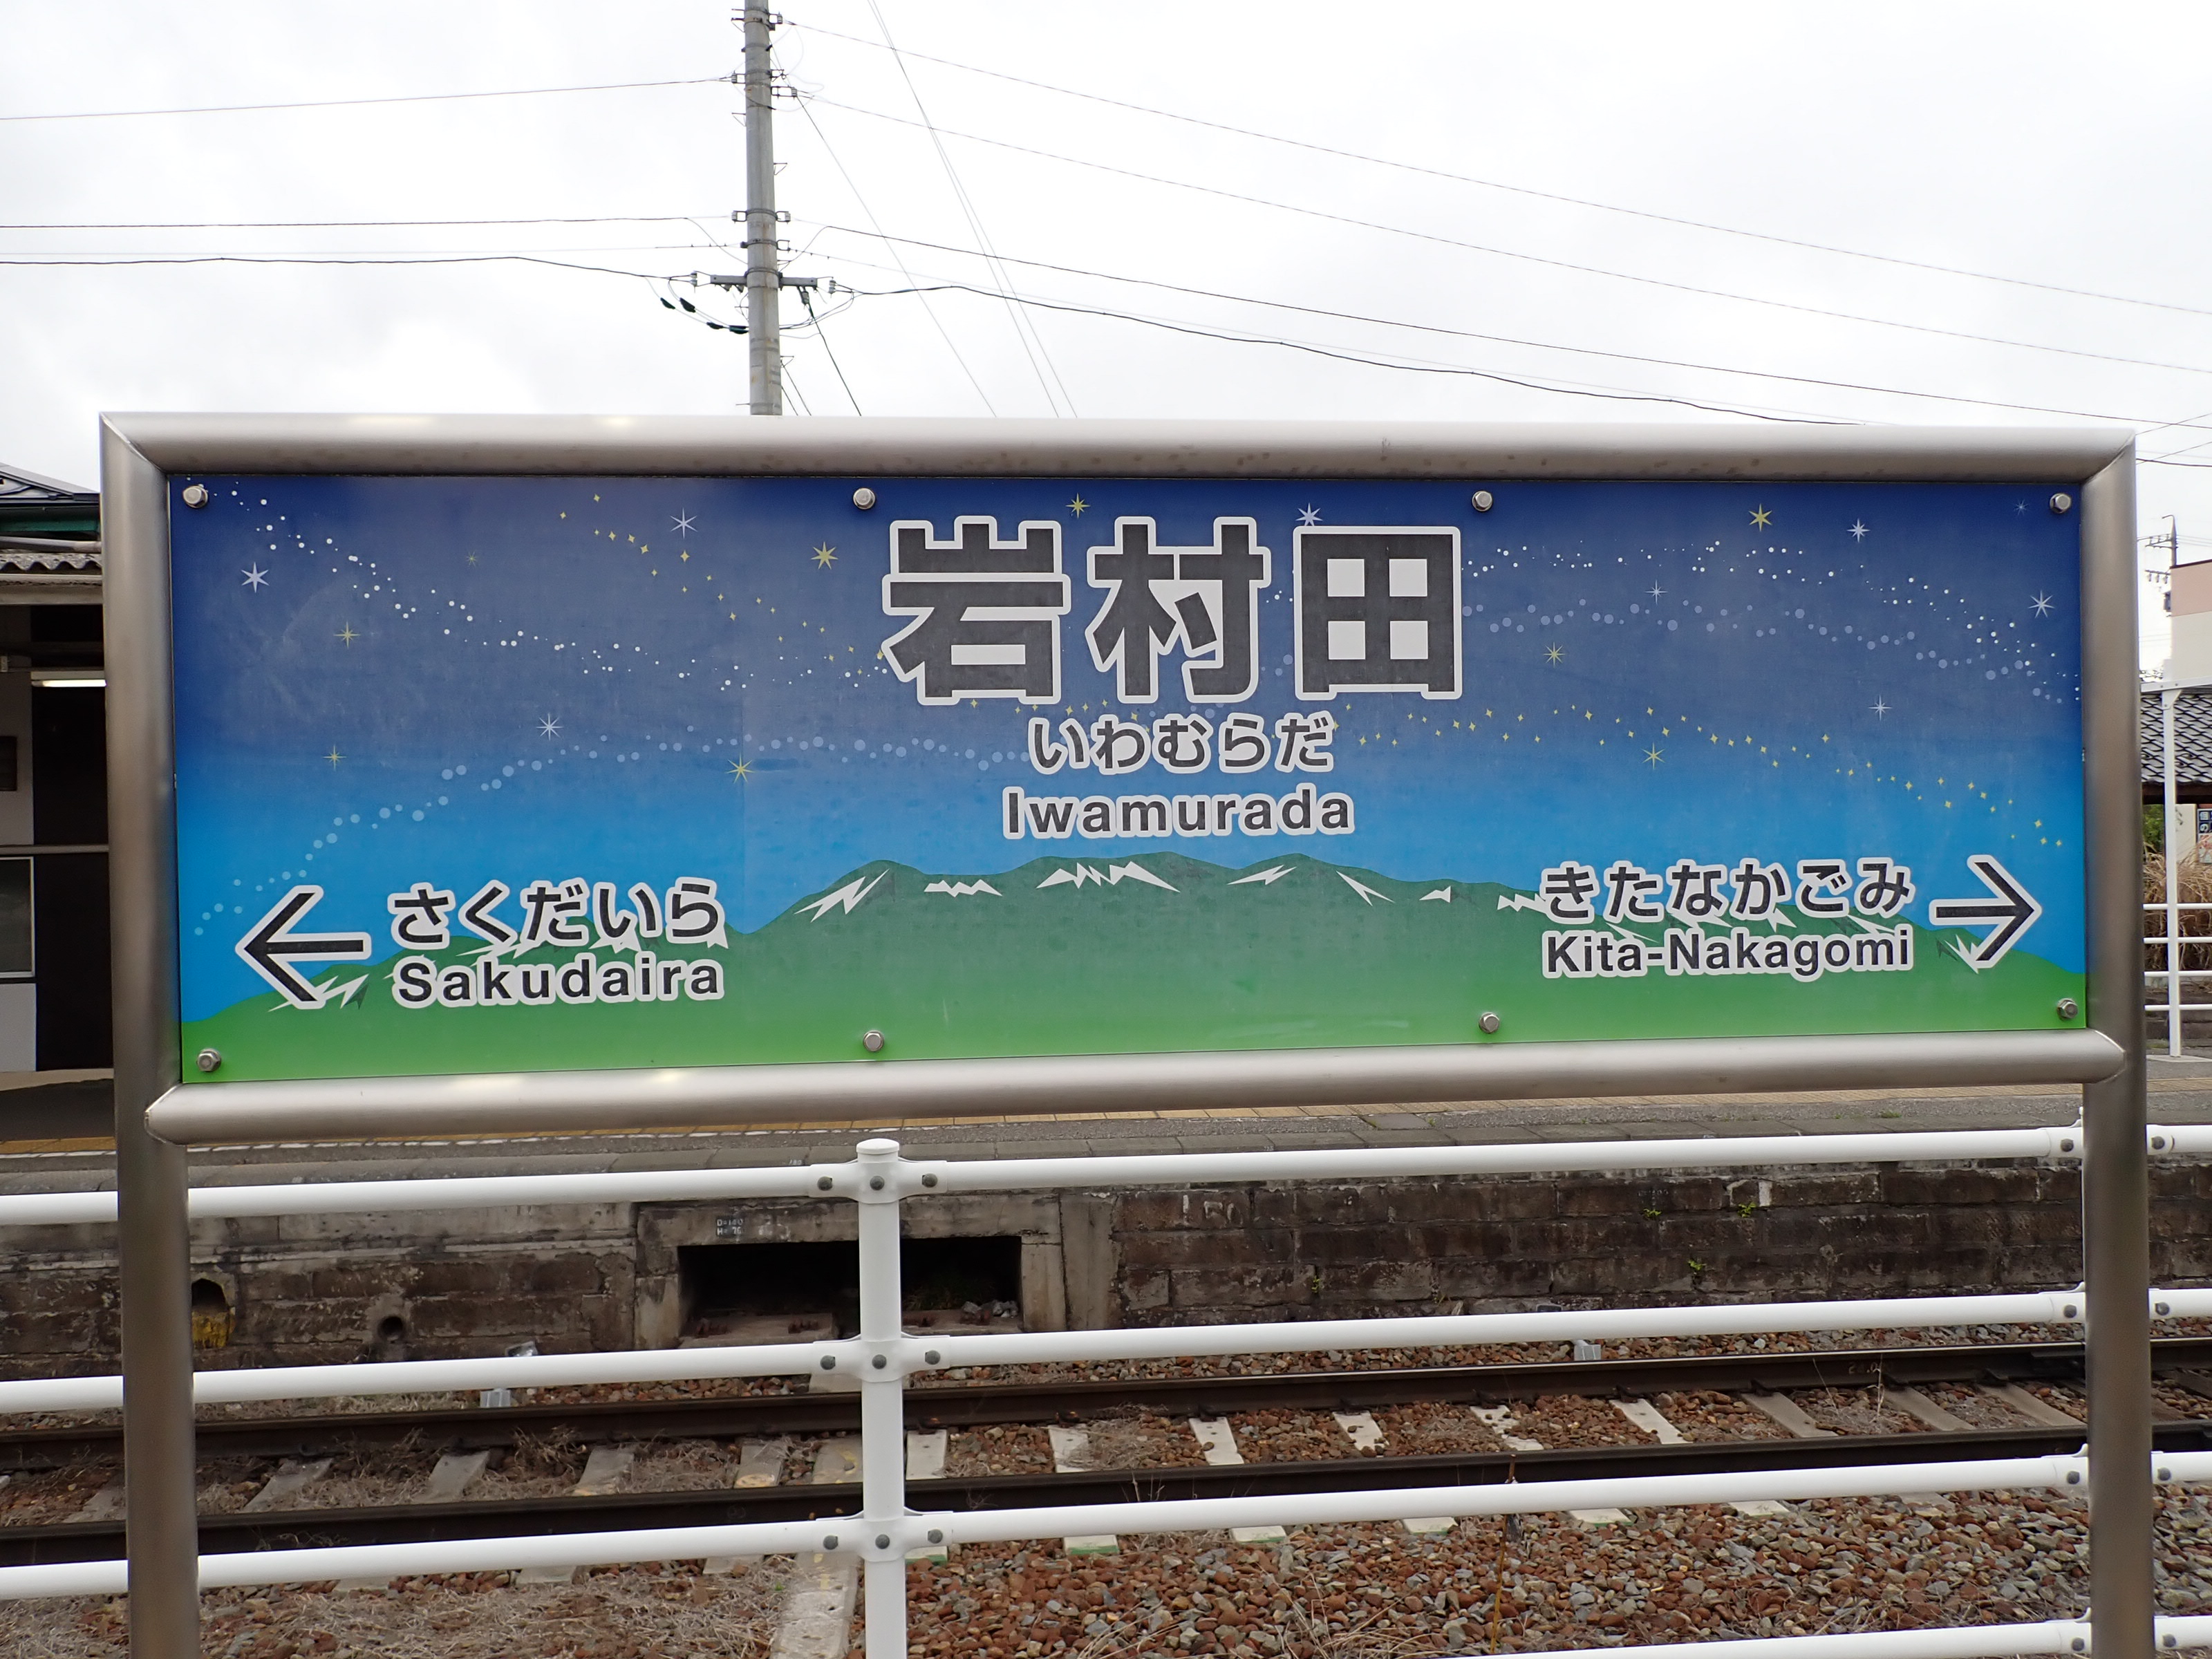 岩村田
いわむらだ
Iwamurada
さくだいら
Sakudaira
きたなかごみ
Kita-Nakagomi